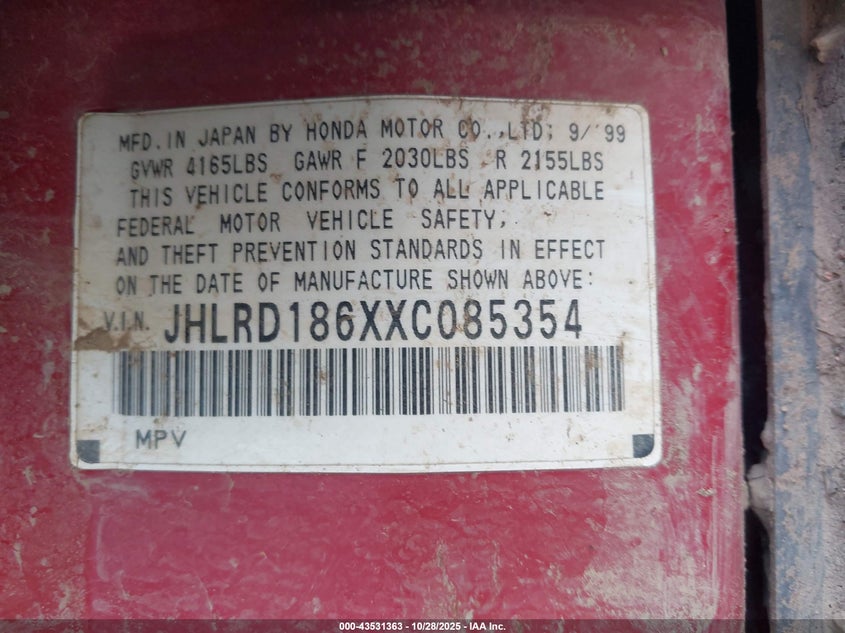 MFD. IN JAPAN BY HONDA MOTOR CO., LTD; 9/'99
GVWR 4165LBS GAWR F 2030LBS R 2155LBS
THIS VEHICLE CONFORMS TO ALL APPLICABLE
FEDERAL MOTOR VEHICLE SAFETY,
AND THEFT PREVENTION STANDARDS IN EFFECT
ON THE DATE OF MANUFACTURE SHOWN ABOVE:
V.I.N. JHLRD186XXC085354
MPV
000-43531363 | 10/28/2025 - IAA Inc.